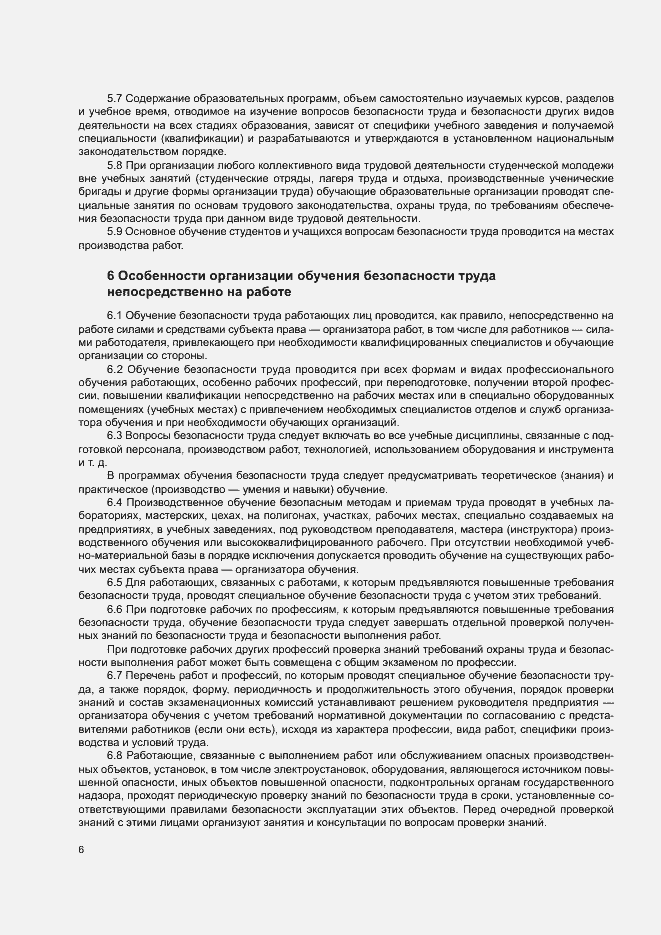 5.7 Содержание образовательных программ, объем самостоятельно изучаемых курсов, разделов
и учебное время, отводимое на изучение вопросов безопасности труда и безопасности других видов
деятельности на всех стадиях образования, зависят от специфики учебного заведения и получаемой
специальности (квалификации) и разрабатываются и утверждаются в установленном национальным
законодательством порядке.
5.8 При организации любого коллективного вида трудовой деятельности студенческой молодежи
вне учебных занятий (студенческие отряды, лагеря труда и отдыха, производственные ученические
бригады и другие формы организации труда) обучающие образовательные организации проводят спе-
циальные занятия по основам трудового законодательства, охраны труда, по требованиям обеспече-
ния безопасности труда при данном виде трудовой деятельности.
5.9 Основное обучение студентов и учащихся вопросам безопасности труда проводится на местах
производства работ.
6 Особенности организации обучения безопасности труда
непосредственно на работе
6.1 Обучение безопасности труда работающих лиц проводится, как правило, непосредственно на
работе силами и средствами субъекта права — организатора работ, в том числе для работников — сила-
ми работодателя, привлекающего при необходимости квалифицированных специалистов и обучающие
организации со стороны.
6.2 Обучение безопасности труда проводится при всех формам и видах профессионального
обучения работающих, особенно рабочих профессий, при переподготовке, получении второй профес-
сии, повышении квалификации непосредственно на рабочих местах или в специально оборудованных
помещениях (учебных местах) с привлечением необходимых специалистов отделов и служб организа-
тора обучения и при необходимости обучающих организаций.
6.3 Вопросы безопасности труда следует включать во все учебные дисциплины, связанные с под-
готовкой персонала, производством работ, технологией, использованием оборудования и инструмента
и т. д.
В программах обучения безопасности труда следует предусматривать теоретическое (знания) и
практическое (производство — умения и навыки) обучение.
6.4 Производственное обучение безопасным методам и приемам труда проводят в учебных ла-
бораториях, мастерских, цехах, на полигонах, участках, рабочих местах, специально создаваемых на
предприятиях, в учебных заведениях, под руководством преподавателя, мастера (инструктора) произ-
водственного обучения или высококвалифицированного рабочего. При отсутствии необходимой учеб-
но-материальной базы в порядке исключения допускается проводить обучение на существующих рабо-
чих местах субъекта права — организатора обучения.
6.5 Для работающих, связанных с работами, к которым предъявляются повышенные требования
безопасность труда, проводят специальное обучение безопасности труда с учетом этих требований.
6.6 При подготовке рабочих по профессиям, к которым предъявляются повышенные требования
безопасности труда, обучение безопасности труда следует завершать отдельной проверкой получен-
ных знаний по безопасности труда и безопасности выполнения работ.
При подготовке рабочих других профессий проверка знаний требований охраны труда и безопас-
ности выполнения работ может быть совмещена с общим экзаменом по профессии.
6.7 Перечень работ и профессий, по которым проводят специальное обучение безопасности тру-
да, а также порядок, форму, периодичность и продолжительность этого обучения, порядок проверки
знаний и состав экзаменационных комиссий устанавливают решением руководителя предприятия —
организатора обучения с учетом требований нормативной документации по согласованию с предста-
вителями работников (если они есть), исходя из характера профессии, вида работ, специфики произ-
водства и условий труда.
6.8 Работающие, связанные с выполнением работ или обслуживанием опасных производствен-
ных объектов, установок, в том числе электроустановок, оборудования, являющегося источником повы-
шенной опасности, иных объектов повышенной опасности, подконтрольных органам государственного
надзора, проходят периодическую проверку знаний по безопасности труда в сроки, установленные со-
ответствующими правилами безопасности эксплуатации этих объектов. Перед очередной проверкой
знаний с этими лицами организуют занятия и консультации по вопросам проверки знаний.
6